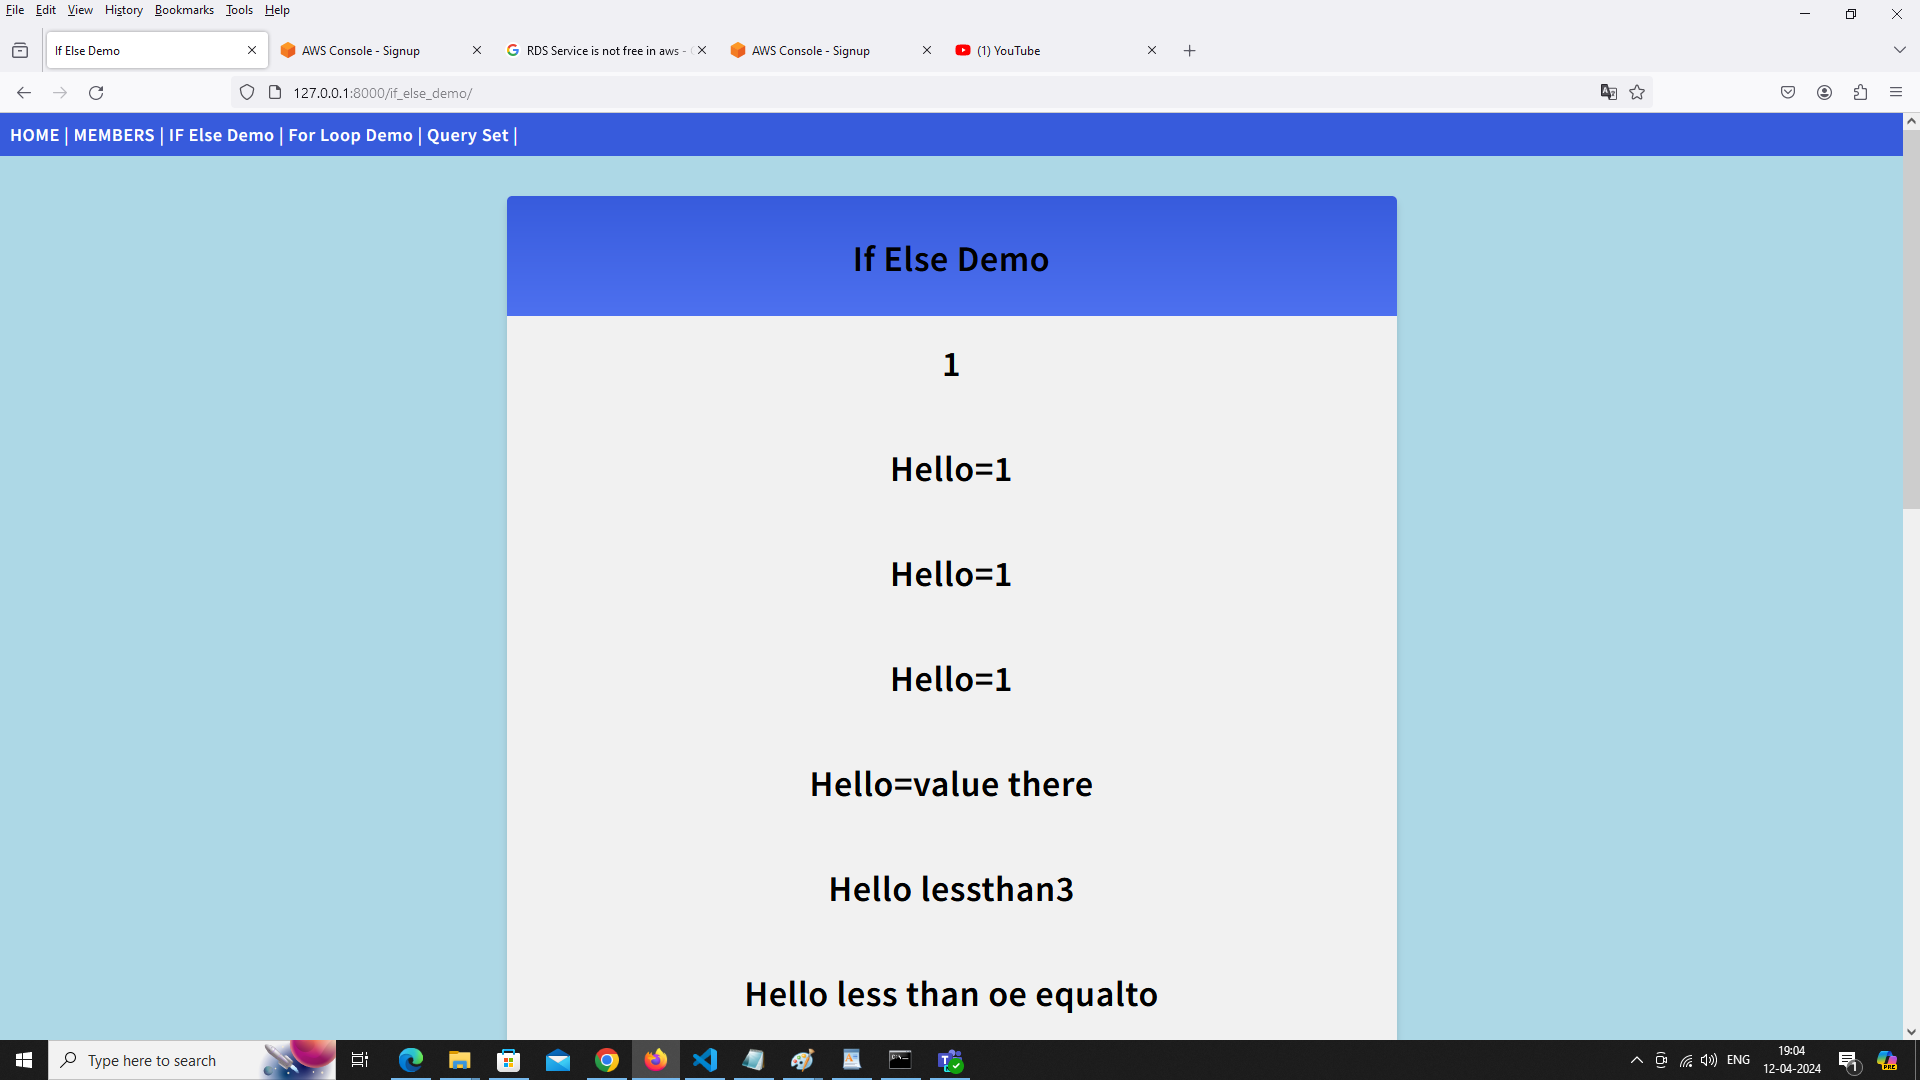 File Edit View History Bookmarks Tools Help
If Else Demo
AWS Console - Signup
RDS Service is not free in aws -
AWS Console - Signup
(1) YouTube
127.0.0.1:8000/if_else_demo/
HOME | MEMBERS | IF Else Demo | For Loop Demo | Query Set |
If Else Demo
1
Hello=1
Hello=1
Hello=1
Hello=value there
Hello lessthan3
Hello less than oe equalto
Type here to search
ENG
19:04
12-04-2024
1
PRE